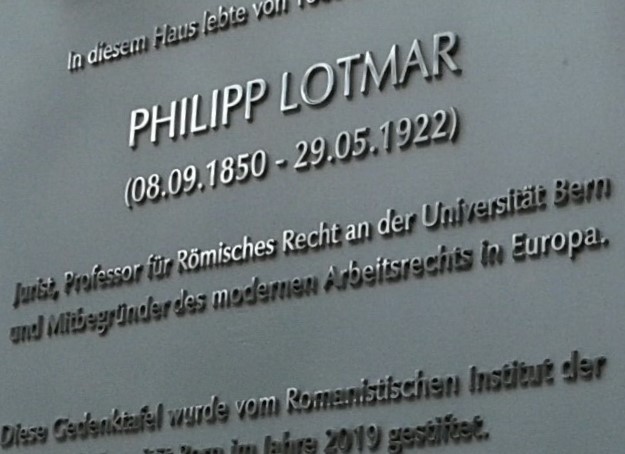 In diesem Haus lebte von
PHILIPP LOTMAR
(08.09.1850 - 29.05.1922)
Jurist, Professor für Römisches Recht an der Universität Bern
und Mitbegründer des modernen Arbeitsrechts in Europa.
Diese Gedenktafel wurde vom Romanistischen Institut der
Bern im Jahre 2019 gestiftet.